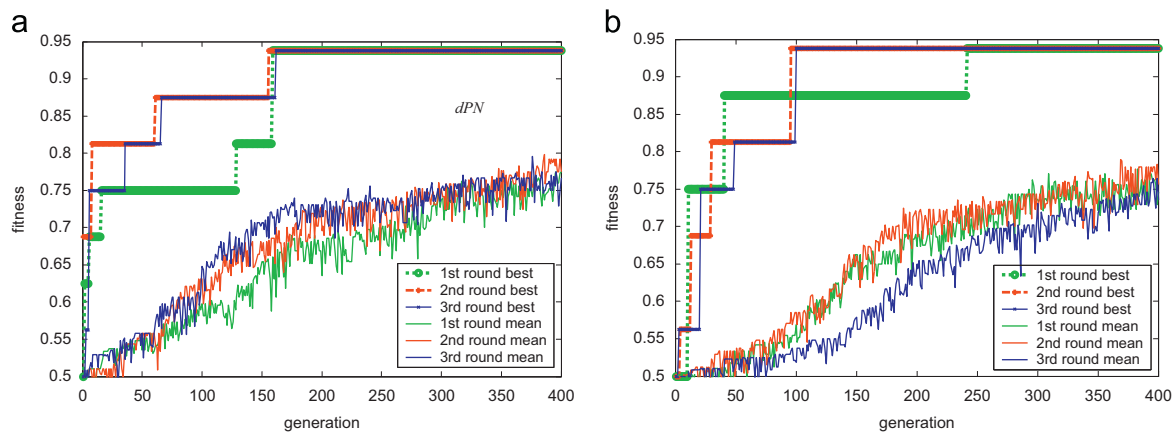 a
0.95
0.9
0.85
0.8
0.75
0.7
0.65
0.6
0.55
0.5
fitness
dPN
1st round best
2nd round best
3rd round best
1st round mean
2nd round mean
3rd round mean
0 50 100 150 200 250 300 350 400
generation
b
0.95
0.9
0.85
0.8
0.75
0.7
0.65
0.6
0.55
0.5
fitness
1st round best
2nd round best
3rd round best
1st round mean
2nd round mean
3rd round mean
0 50 100 150 200 250 300 350 400
generation